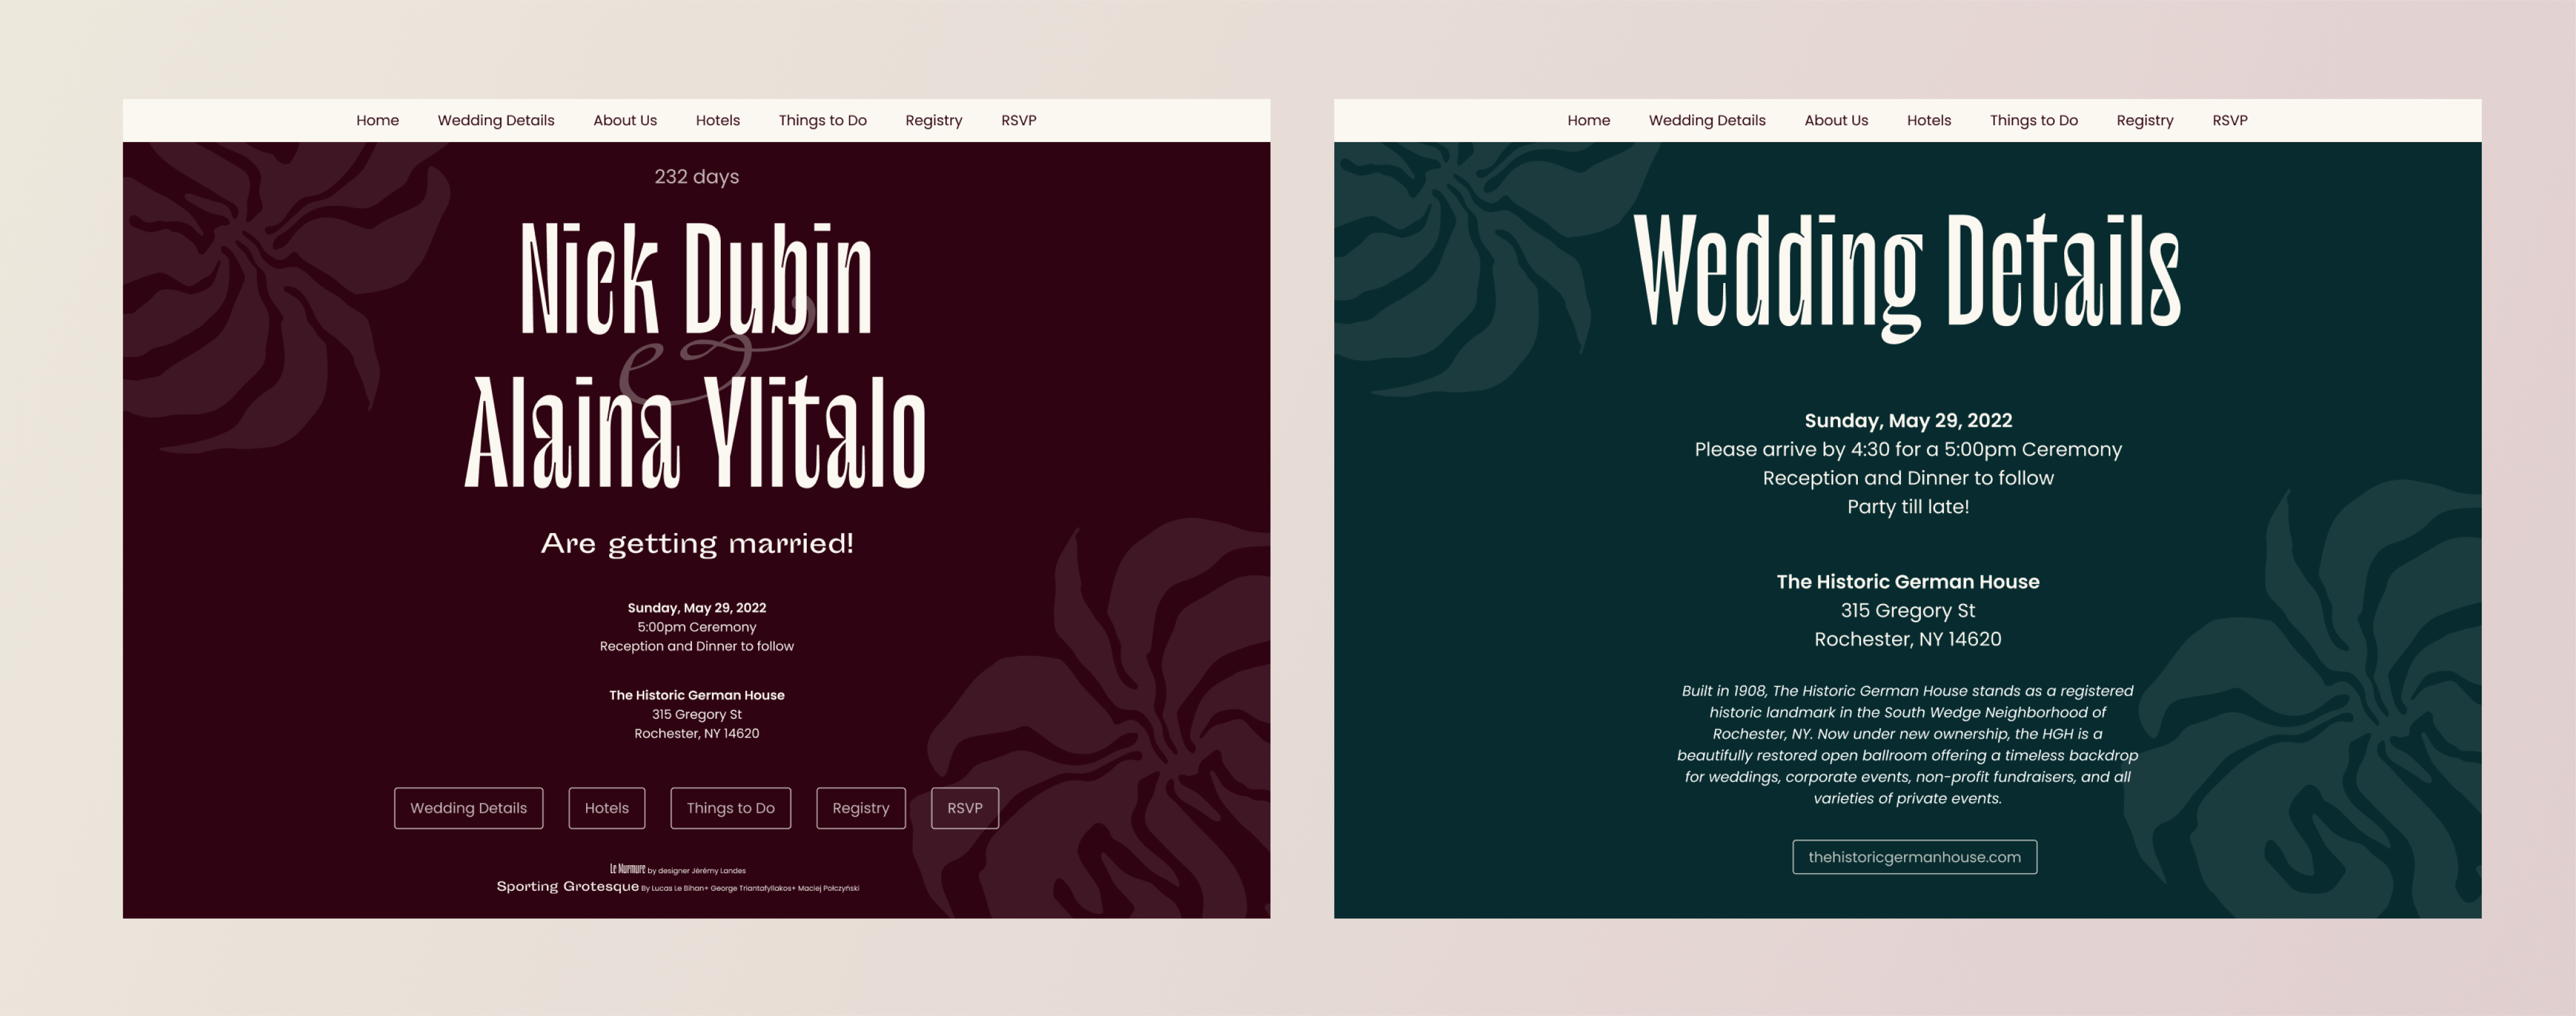 Home Wedding Details About Us Hotels Things to Do Registry RSVP
232 days
Nick Dubin
&
Alaina Ylitalo
Are getting married!
Sunday, May 29, 2022
5:00pm Ceremony
Reception and Dinner to follow
The Historic German House
315 Gregory St
Rochester, NY 14620
Wedding Details Hotels Things to Do Registry RSVP
Le Murmure by designer Jérémy Landes
Sporting Grotesque By Lucas Le Bihan+ George Triantafyllakos+ Maciej Połczyński
Home Wedding Details About Us Hotels Things to Do Registry RSVP
Wedding Details
Sunday, May 29, 2022
Please arrive by 4:30 for a 5:00pm Ceremony
Reception and Dinner to follow
Party till late!
The Historic German House
315 Gregory St
Rochester, NY 14620
Built in 1908, The Historic German House stands as a registered
historic landmark in the South Wedge Neighborhood of
Rochester, NY. Now under new ownership, the HGH is a
beautifully restored open ballroom offering a timeless backdrop
for weddings, corporate events, non-profit fundraisers, and all
varieties of private events.
thehistoricgermanhouse.com